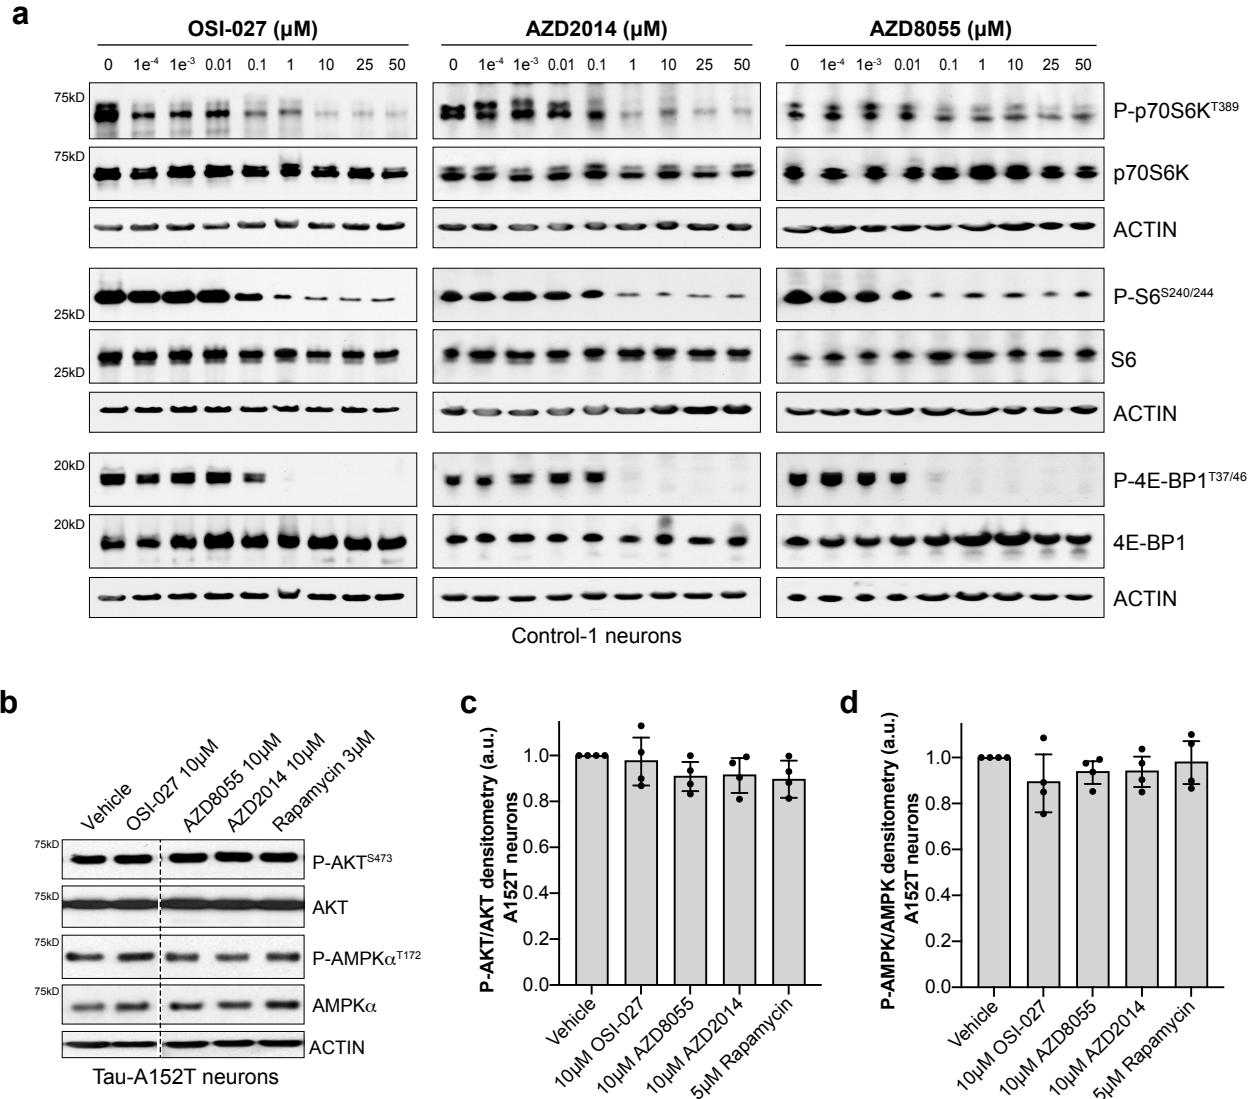 a
OSI-027 (µM) AZD2014 (µM) AZD8055 (µM)
0 1e-4 1e-3 0.01 0.1 1 10 25 50 0 1e-4 1e-3 0.01 0.1 1 10 25 50 0 1e-4 1e-3 0.01 0.1 1 10 25 50
75kD P-p70S6KT389
75kD p70S6K
ACTIN
P-S6S240/244
25kD
S6
25kD
ACTIN
20kD P-4E-BP1T37/46
20kD 4E-BP1
ACTIN
Control-1 neurons
b
Vehicle
OSI-027 10µM
AZD8055 10µM
AZD2014 10µM
Rapamycin 3µM
75kD P-AKTS473
75kD AKT
75kD P-AMPKαT172
75kD AMPKα
ACTIN
Tau-A152T neurons
c
P-AKT/AKT densitometry (a.u.)
A152T neurons
1.0
0.8
0.6
0.4
0.2
0.0
Vehicle
10µM OSI-027
10µM AZD8055
10µM AZD2014
5µM Rapamycin
d
P-AMPK/AMPK densitometry (a.u.)
A152T neurons
1.0
0.8
0.6
0.4
0.2
0.0
Vehicle
10µM OSI-027
10µM AZD8055
10µM AZD2014
5µM Rapamycin